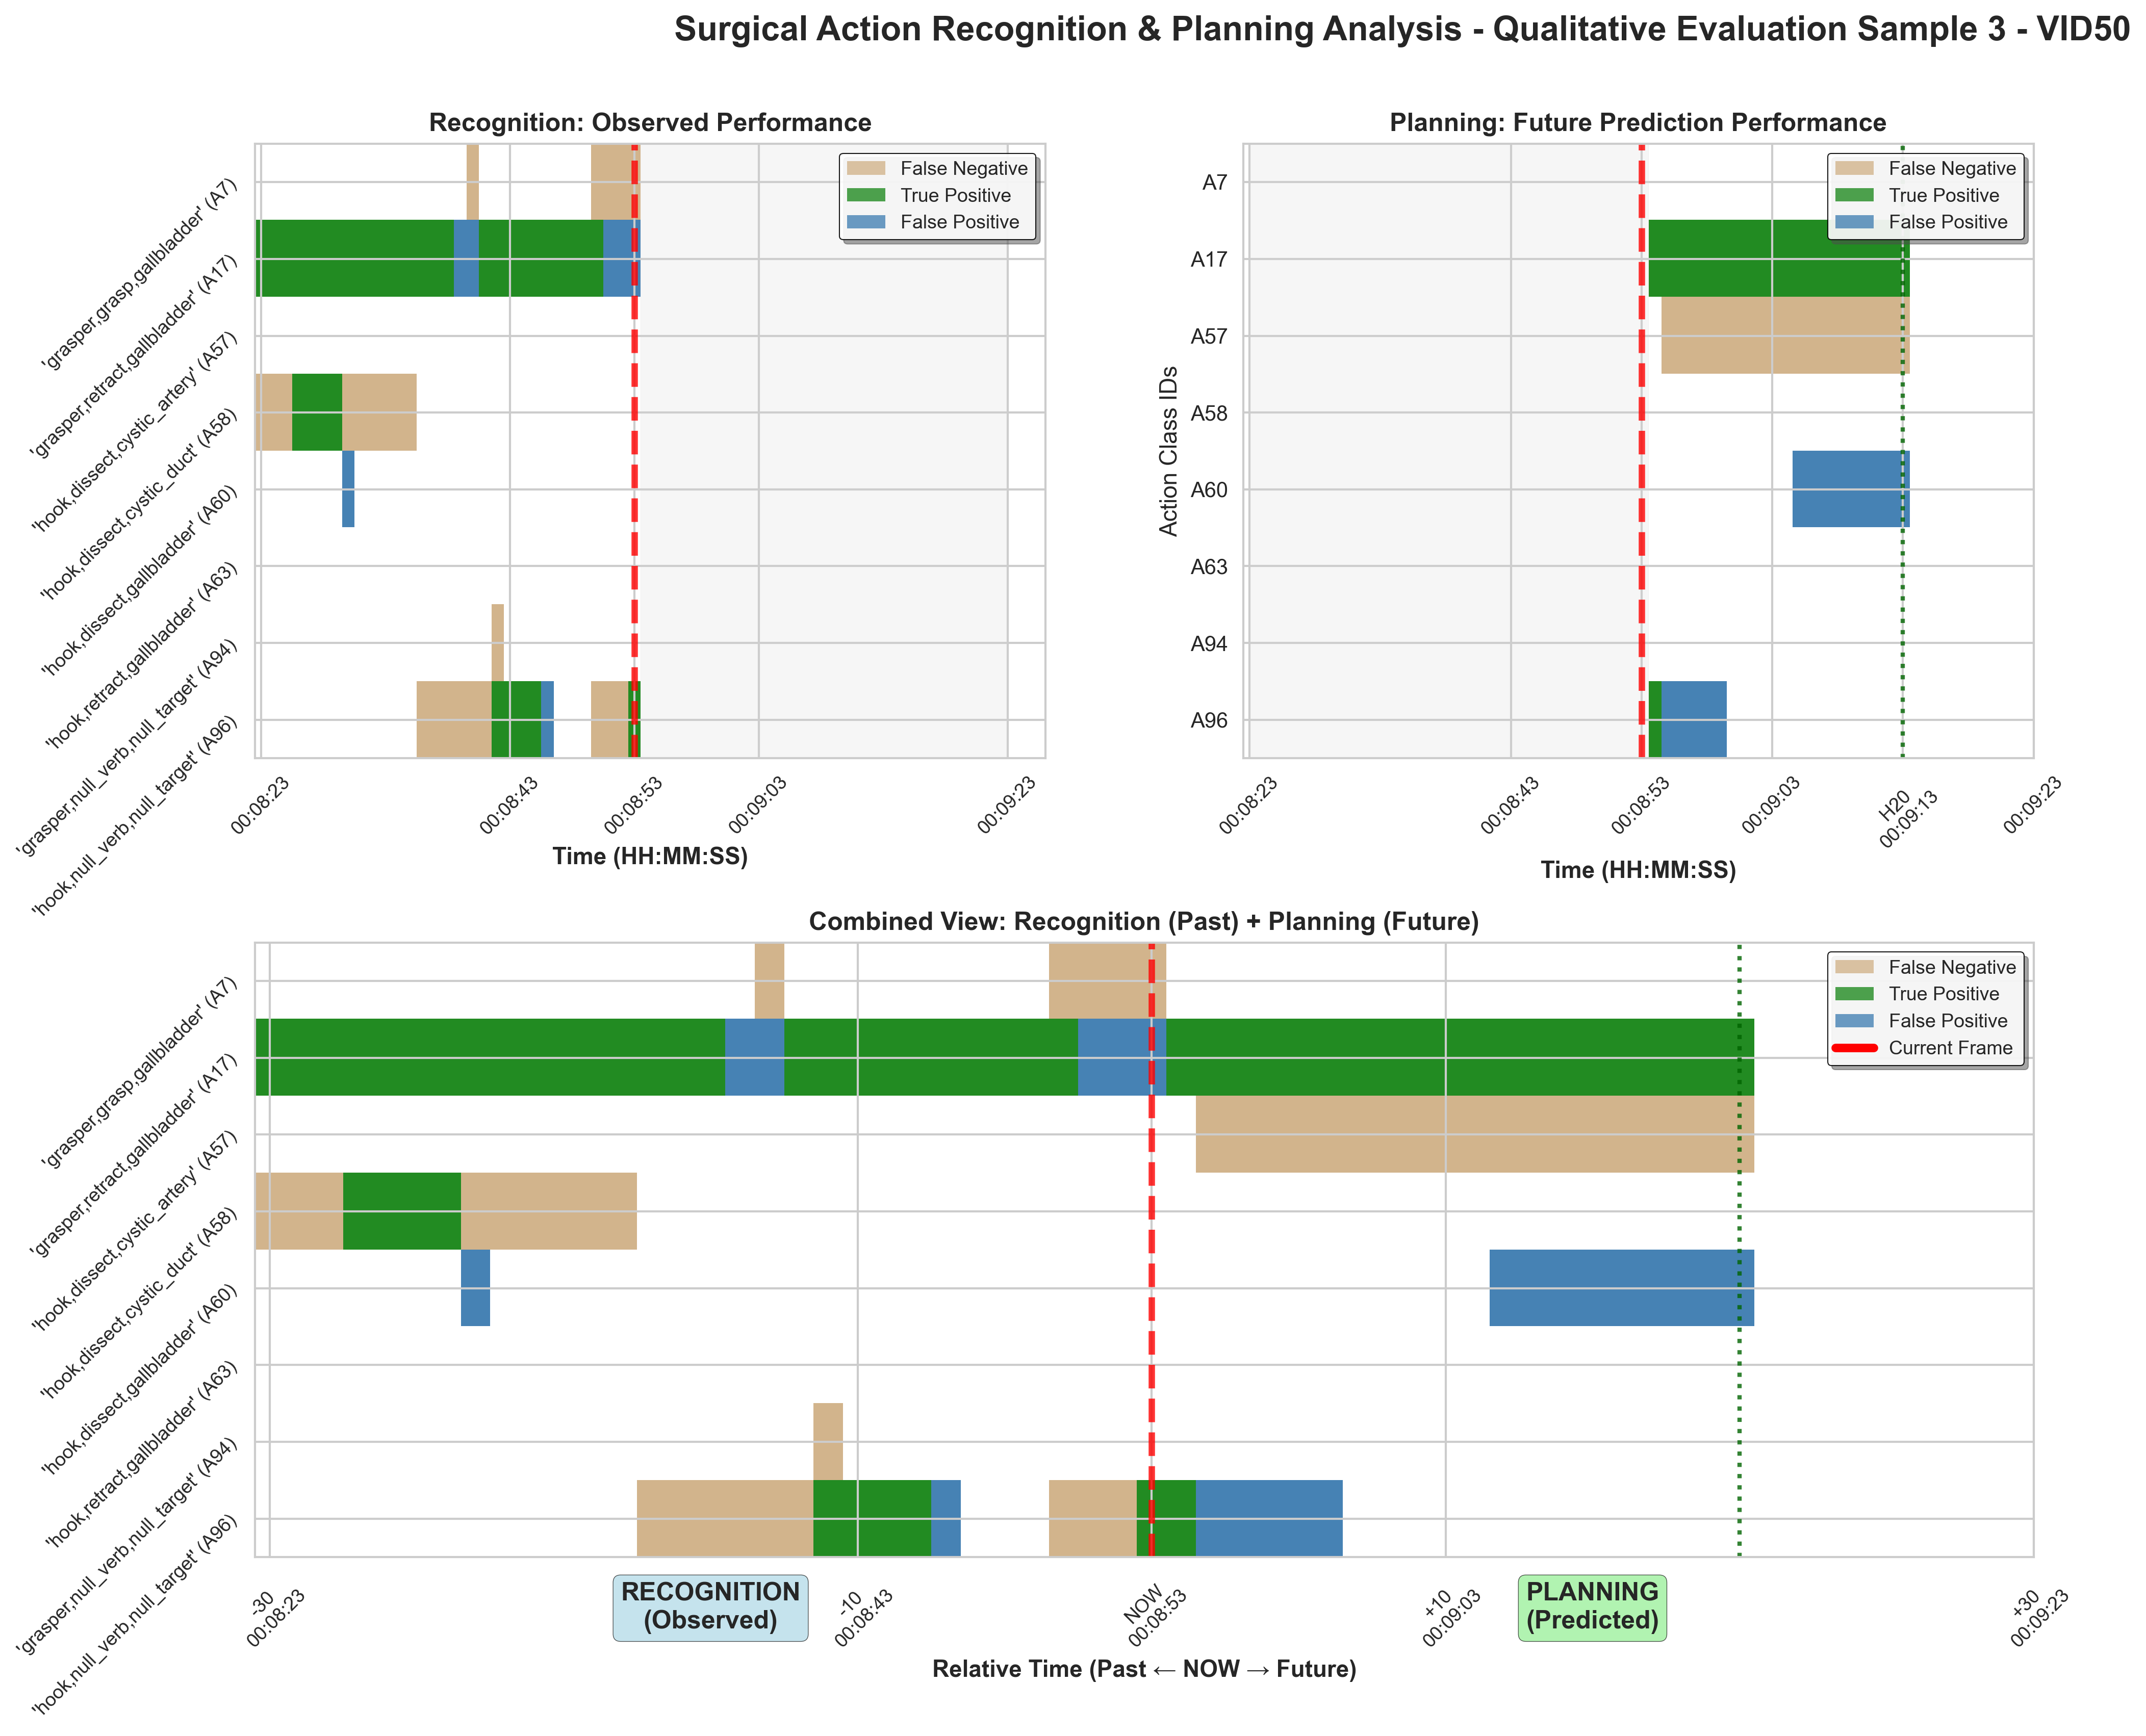 Surgical Action Recognition & Planning Analysis - Qualitative Evaluation Sample 3 - VID50
Recognition: Observed Performance
'grasper,grasp,gallbladder' (A7)
'grasper,retract,gallbladder' (A17)
'hook,dissect,cystic_artery' (A57)
'hook,dissect,cystic_duct' (A58)
'hook,dissect,gallbladder' (A60)
'hook,retract,gallbladder' (A63)
'grasper,null_verb,null_target' (A94)
'hook,null_verb,null_target' (A96)
False Negative
True Positive
False Positive
00:08:23
00:08:43
00:08:53
00:09:03
00:09:23
Time (HH:MM:SS)
Planning: Future Prediction Performance
Action Class IDs
A7
A17
A57
A58
A60
A63
A94
A96
False Negative
True Positive
False Positive
00:08:23
00:08:43
00:08:53
00:09:03
H20
00:09:13
00:09:23
Time (HH:MM:SS)
Combined View: Recognition (Past) + Planning (Future)
'grasper,grasp,gallbladder' (A7)
'grasper,retract,gallbladder' (A17)
'hook,dissect,cystic_artery' (A57)
'hook,dissect,cystic_duct' (A58)
'hook,dissect,gallbladder' (A60)
'hook,retract,gallbladder' (A63)
'grasper,null_verb,null_target' (A94)
'hook,null_verb,null_target' (A96)
False Negative
True Positive
False Positive
Current Frame
-30
00:08:23
RECOGNITION
(Observed)
-10
00:08:43
NOW
00:08:53
+10
00:09:03
PLANNING
(Predicted)
+30
00:09:23
Relative Time (Past ← NOW → Future)